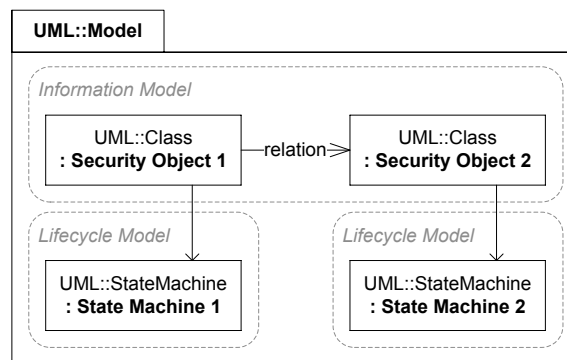 UML::Model
Information Model
UML::Class
: Security Object 1
relation
UML::Class
: Security Object 2
Lifecycle Model
UML::StateMachine
: State Machine 1
Lifecycle Model
UML::StateMachine
: State Machine 2